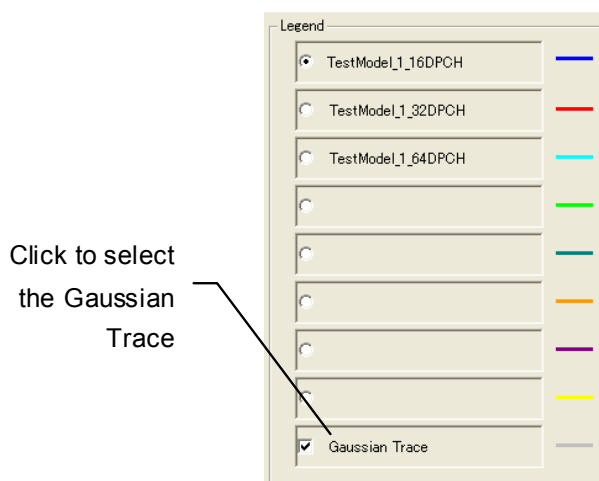 Legend
TestModel_1_16DPCH
TestModel_1_32DPCH
TestModel_1_64DPCH
Click to select
the Gaussian
Trace
Gaussian Trace